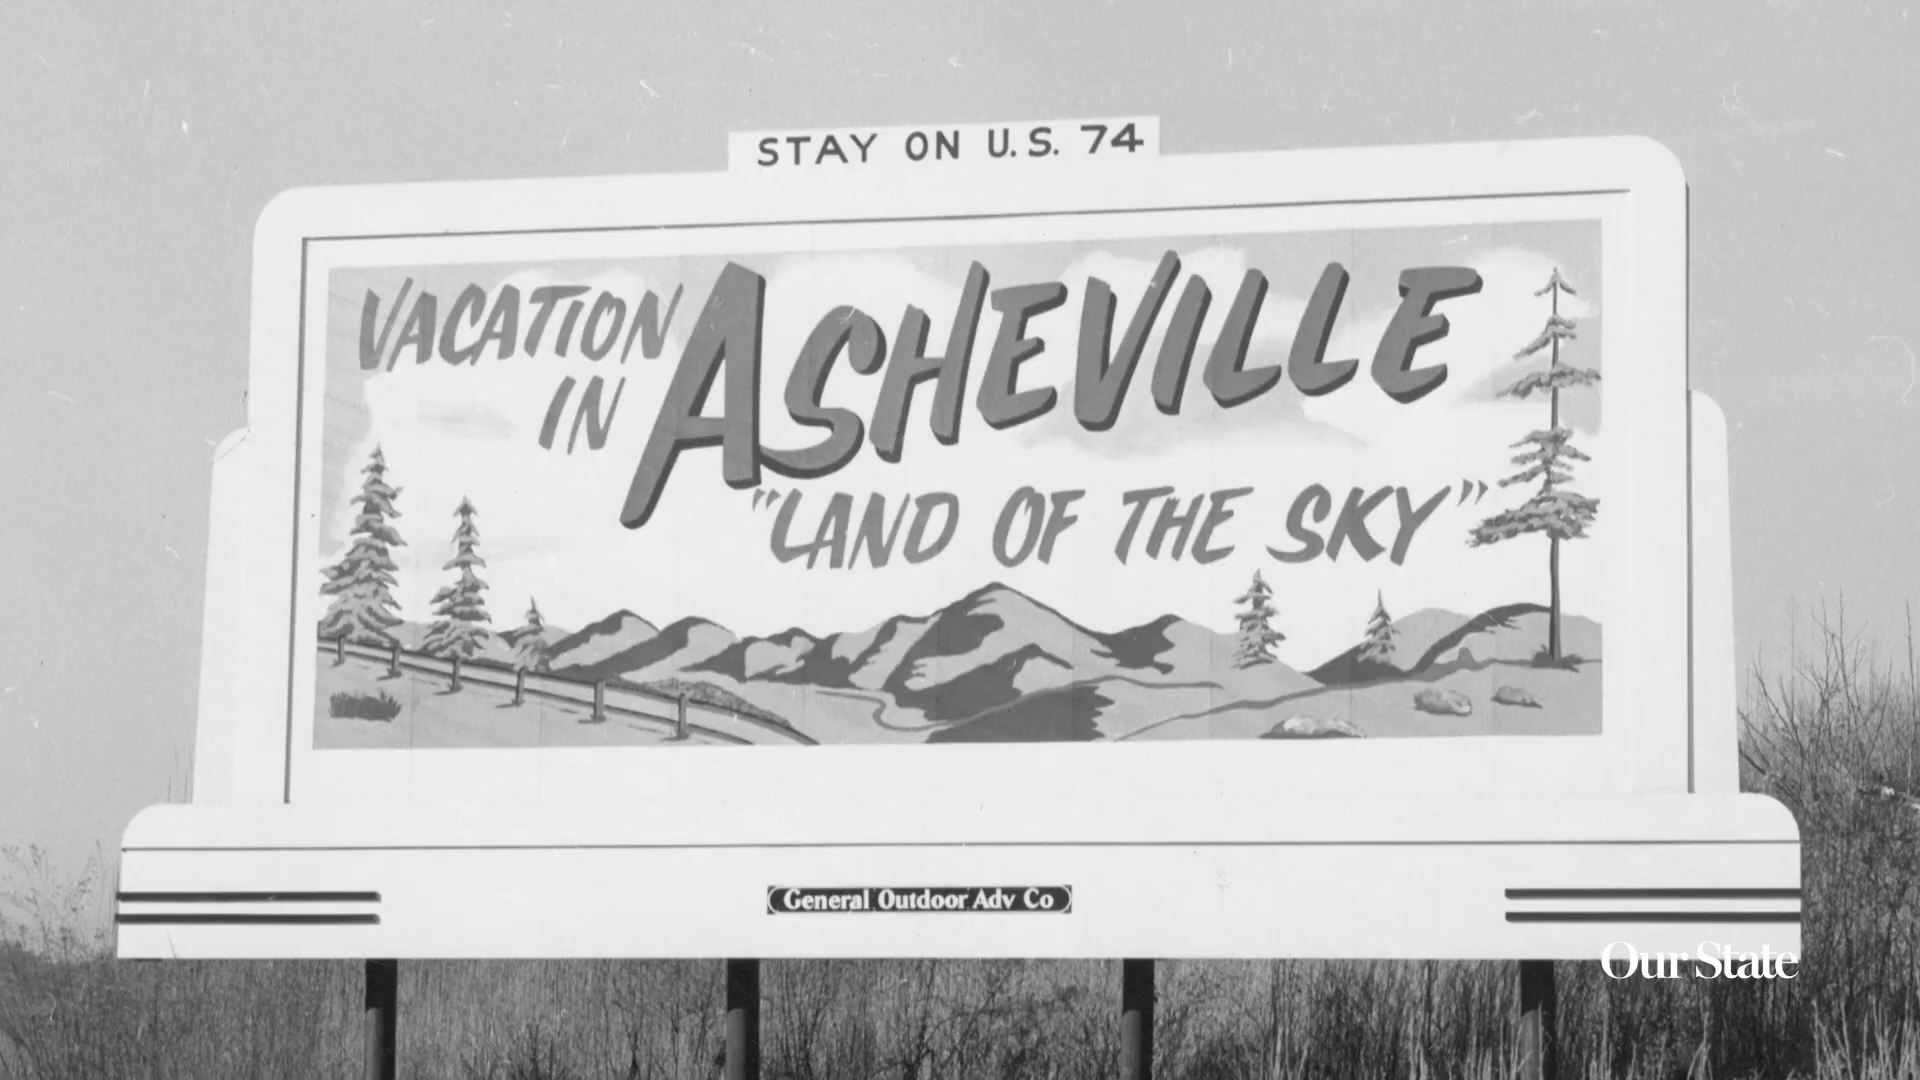 STAY ON U.S. 74
VACATION
IN ASHEVILLE
"LAND OF THE SKY"
General Outdoor Adv Co
Our State